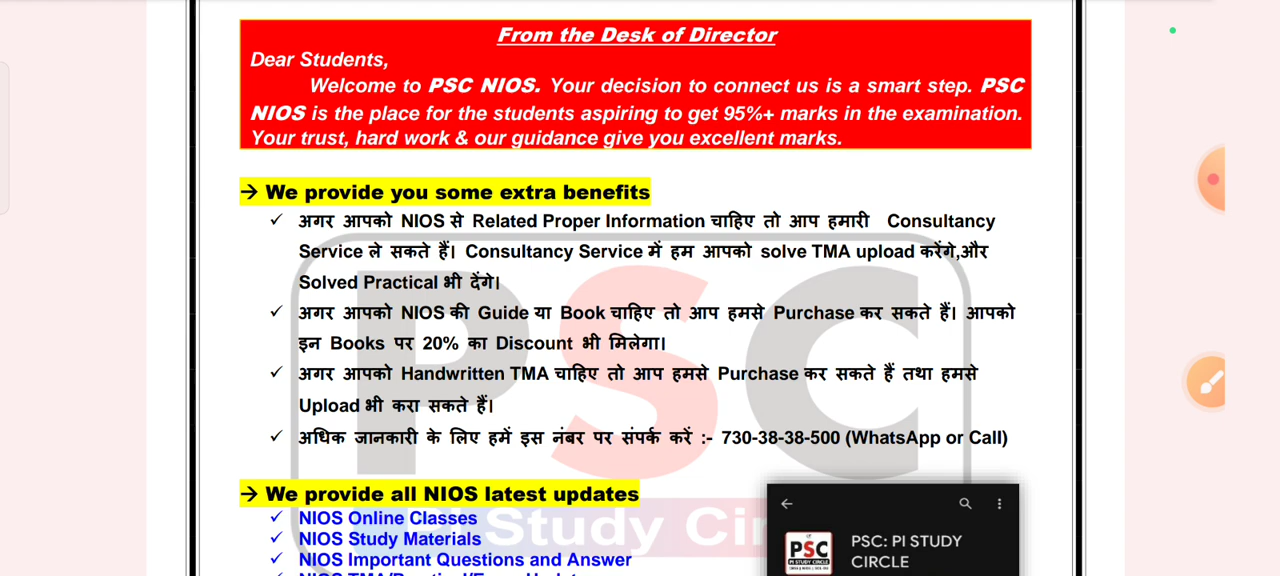 From the Desk of Director
Dear Students,
Welcome to PSC NIOS. Your decision to connect us is a smart step. PSC
NIOS is the place for the students aspiring to get 95%+ marks in the examination.
Your trust, hard work & our guidance give you excellent marks.
→ We provide you some extra benefits
✓ अगर आपको NIOS से Related Proper Information चाहिए तो आप हमारी Consultancy
Service ले सकते हैं। Consultancy Service में हम आपको solve TMA upload करेंगे,और
Solved Practical भी देंगे।
✓ अगर आपको NIOS की Guide या Book चाहिए तो आप हमसे Purchase कर सकते हैं। आपको
इन Books पर 20% का Discount भी मिलेगा।
✓ अगर आपको Handwritten TMA चाहिए तो आप हमसे Purchase कर सकते हैं तथा हमसे
Upload भी करा सकते हैं।
✓ अधिक जानकारी के लिए हमें इस नंबर पर संपर्क करें :- 730-38-38-500 (WhatsApp or Call)
→ We provide all NIOS latest updates
✓ NIOS Online Classes
✓ NIOS Study Materials
✓ NIOS Important Questions and Answer
PSC
Pi Study Cir
PSC: PI STUDY
CIRCLE
PSC
PI STUDY CIRCLE